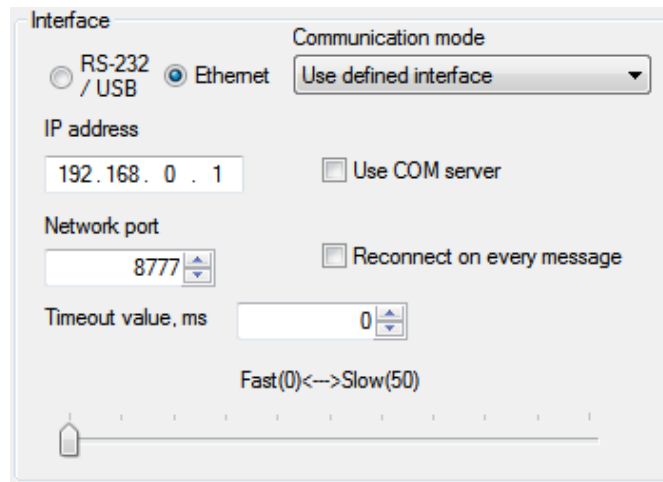 Interface
Communication mode
RS-232 / USB
Ethernet
Use defined interface
IP address
192.168. 0 . 1
Use COM server
Network port
8777
Reconnect on every message
Timeout value, ms
0
Fast(0)<--->Slow(50)